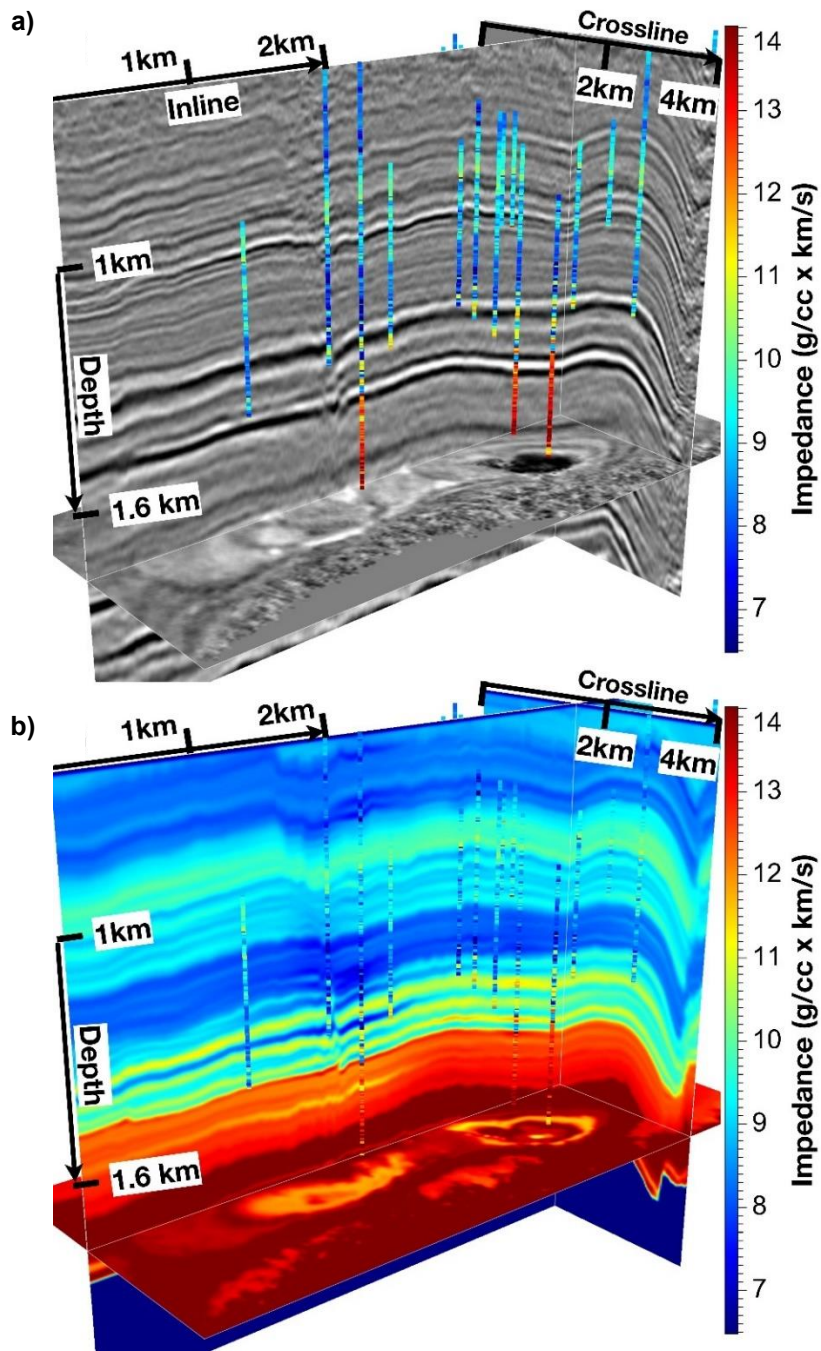 a)
1km
2km
Inline
Crossline
2km
4km
1km
Depth
1.6 km
14
13
12
11
10
9
8
7
Impedance (g/cc x km/s)
b)
1km
2km
Crossline
2km
4km
1km
Depth
1.6 km
14
13
12
11
10
9
8
7
Impedance (g/cc x km/s)